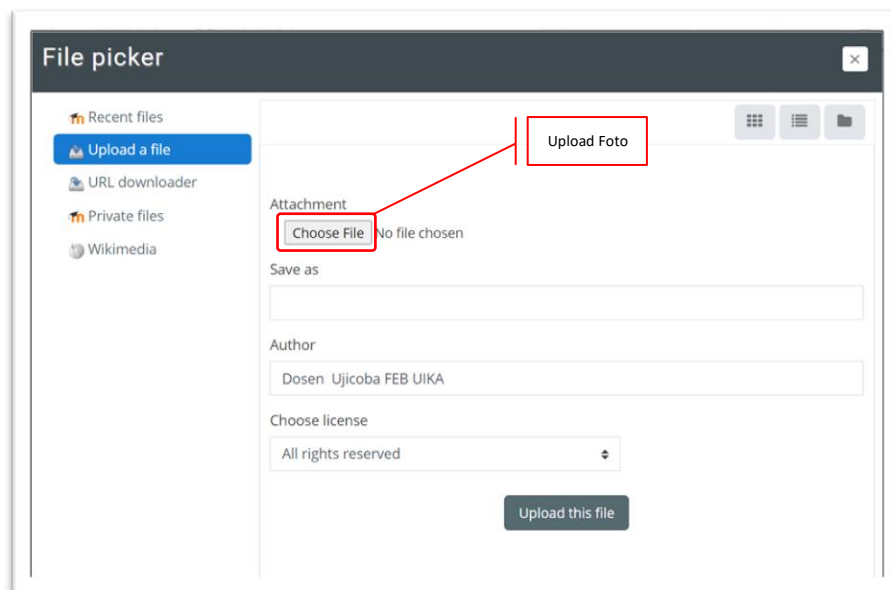 File picker
Recent files
Upload a file
URL downloader
Private files
Wikimedia
Upload Foto
Attachment
Choose File No file chosen
Save as
Author
Dosen Ujicoba FEB UIKA
Choose license
All rights reserved
Upload this file